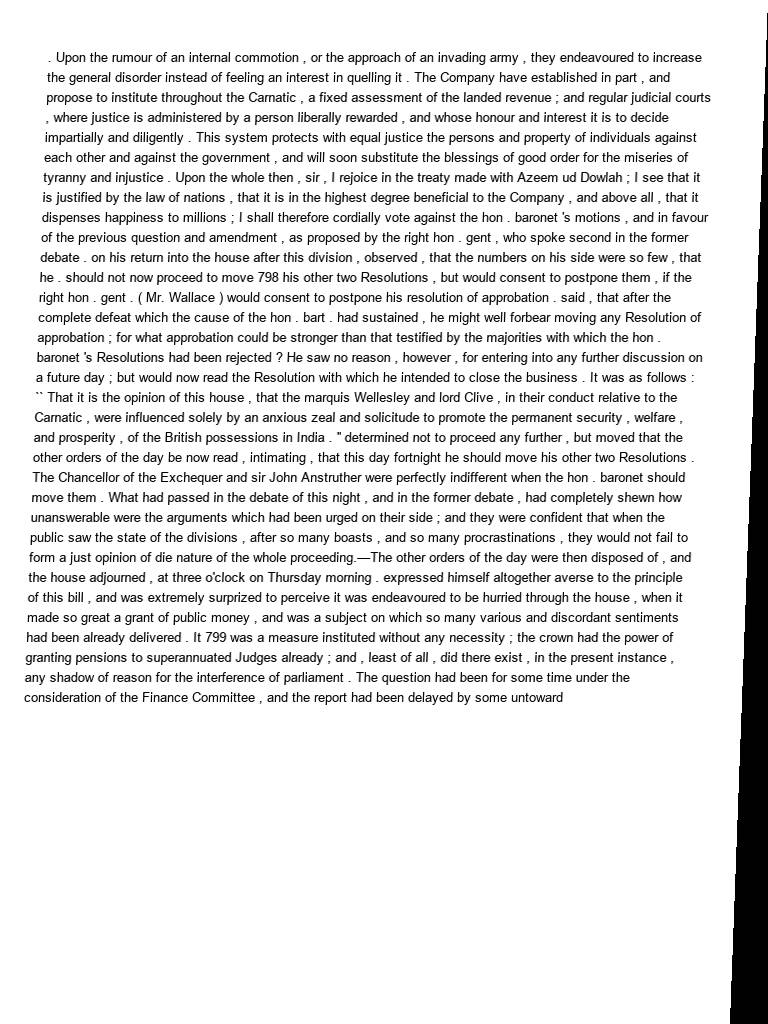 . Upon the rumour of an internal commotion , or the approach of an invading army , they endeavoured to increase
the general disorder instead of feeling an interest in quelling it . The Company have established in part , and
propose to institute throughout the Carnatic , a fixed assessment of the landed revenue ; and regular judicial courts
, where justice is administered by a person liberally rewarded , and whose honour and interest it is to decide
impartially and diligently . This system protects with equal justice the persons and property of individuals against
each other and against the government , and will soon substitute the blessings of good order for the miseries of
tyranny and injustice . Upon the whole then , sir , I rejoice in the treaty made with Azeem ud Dowlah ; I see that it
is justified by the law of nations , that it is in the highest degree beneficial to the Company , and above all , that it
dispenses happiness to millions ; I shall therefore cordially vote against the hon . baronet 's motions , and in favour
of the previous question and amendment , as proposed by the right hon . gent , who spoke second in the former
debate . on his return into the house after this division , observed , that the numbers on his side were so few , that
he . should not now proceed to move 798 his other two Resolutions , but would consent to postpone them , if the
right hon . gent . ( Mr. Wallace ) would consent to postpone his resolution of approbation . said , that after the
complete defeat which the cause of the hon . bart . had sustained , he might well forbear moving any Resolution of
approbation ; for what approbation could be stronger than that testified by the majorities with which the hon .
baronet 's Resolutions had been rejected ? He saw no reason , however , for entering into any further discussion on
a future day ; but would now read the Resolution with which he intended to close the business . It was as follows :
`` That it is the opinion of this house , that the marquis Wellesley and lord Clive , in their conduct relative to the
Carnatic , were influenced solely by an anxious zeal and solicitude to promote the permanent security , welfare ,
and prosperity , of the British possessions in India . '' determined not to proceed any further , but moved that the
other orders of the day be now read , intimating , that this day fortnight he should move his other two Resolutions .
The Chancellor of the Exchequer and sir John Anstruther were perfectly indifferent when the hon . baronet should
move them . What had passed in the debate of this night , and in the former debate , had completely shewn how
unanswerable were the arguments which had been urged on their side ; and they were confident that when the
public saw the state of the divisions , after so many boasts , and so many procrastinations , they would not fail to
form a just opinion of die nature of the whole proceeding.—The other orders of the day were then disposed of , and
the house adjourned , at three o'clock on Thursday morning . expressed himself altogether averse to the principle
of this bill , and was extremely surprized to perceive it was endeavoured to be hurried through the house , when it
made so great a grant of public money , and was a subject on which so many various and discordant sentiments
had been already delivered . It 799 was a measure instituted without any necessity ; the crown had the power of
granting pensions to superannuated Judges already ; and , least of all , did there exist , in the present instance ,
any shadow of reason for the interference of parliament . The question had been for some time under the
consideration of the Finance Committee , and the report had been delayed by some untoward